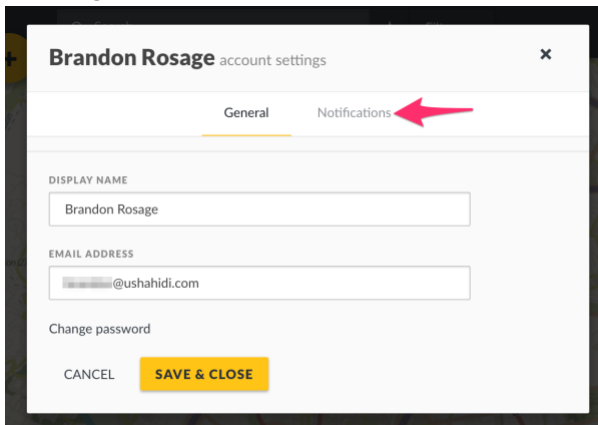 Brandon Rosage account settings
General Notifications
DISPLAY NAME
Brandon Rosage
EMAIL ADDRESS
@ushahidi.com
Change password
CANCEL SAVE & CLOSE